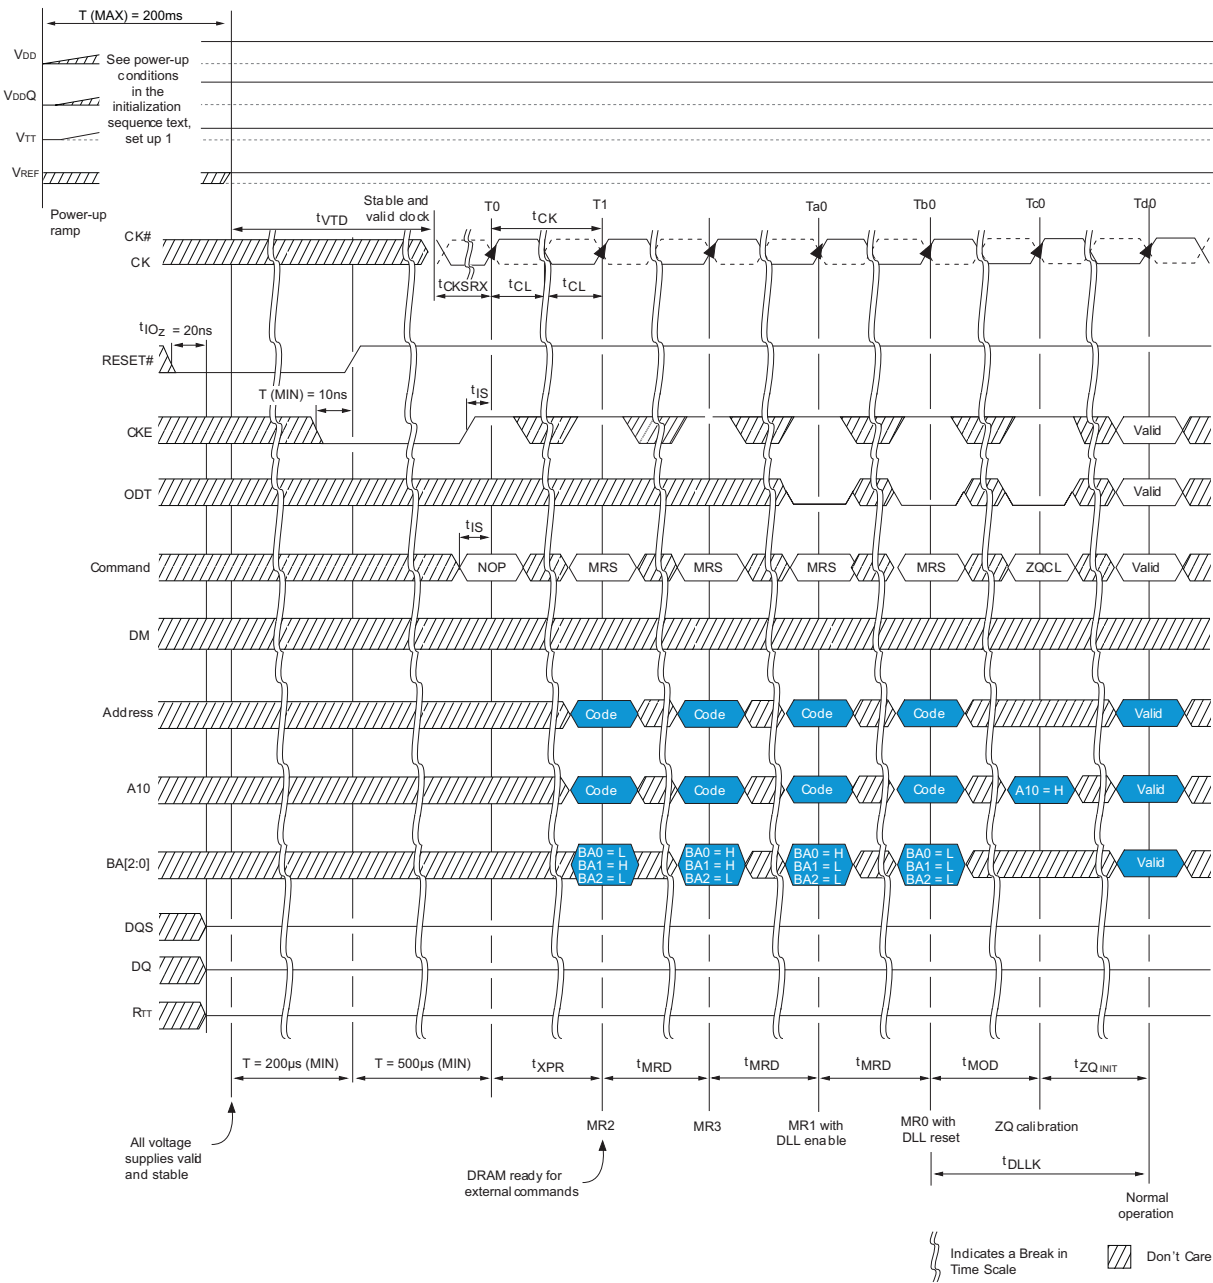 T (MAX) = 200ms
VDD
See power-up
conditions
in the
initialization
sequence text,
set up 1
VDDQ
VTT
VREF
Power-up
ramp
tVTD
Stable and
valid clock
T0
tCK
T1
Ta0
Tb0
Tc0
Td0
CK#
CK
tCKSRX
tCL
tCL
tIOz = 20ns
RESET#
T (MIN) = 10ns
tIS
CKE
Valid
ODT
Valid
tIS
Command
NOP
MRS
MRS
MRS
MRS
ZQCL
Valid
DM
Address
Code
Code
Code
Code
Valid
A10
Code
Code
Code
Code
A10 = H
Valid
BA[2:0]
BA0 = L
BA1 = H
BA2 = L
BA0 = H
BA1 = H
BA2 = L
BA0 = H
BA1 = L
BA2 = L
BA0 = L
BA1 = L
BA2 = L
Valid
DQS
DQ
RTT
T = 200µs (MIN)
T = 500µs (MIN)
tXPR
tMRD
tMRD
tMRD
tMOD
tZQINIT
All voltage
supplies valid
and stable
MR2
MR3
MR1 with
DLL enable
MR0 with
DLL reset
ZQ calibration
DRAM ready for
external commands
tDLLK
Normal
operation
Indicates a Break in
Time Scale
Don't Care